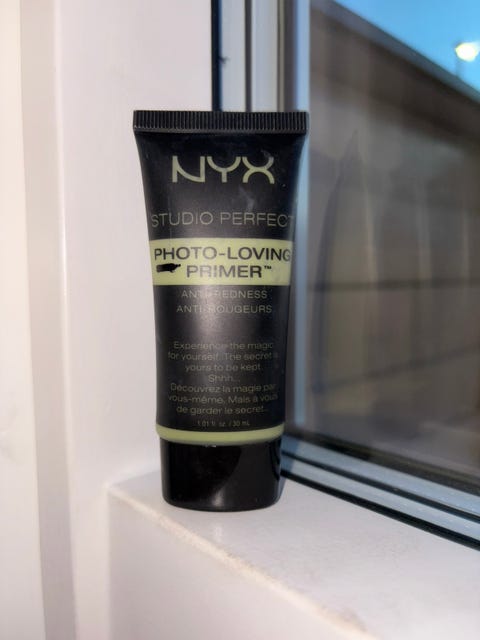 NYX
STUDIO PERFECT
PHOTO-LOVING
PRIMER™
ANTI-REDNESS
ANTI-ROUGEURS
Experience the magic
for yourself. The secret is
yours to be kept.
Shhh...
Découvrez la magie par
vous-même. Mais à vous
de garder le secret...
1.01 fl. oz. / 30 mL